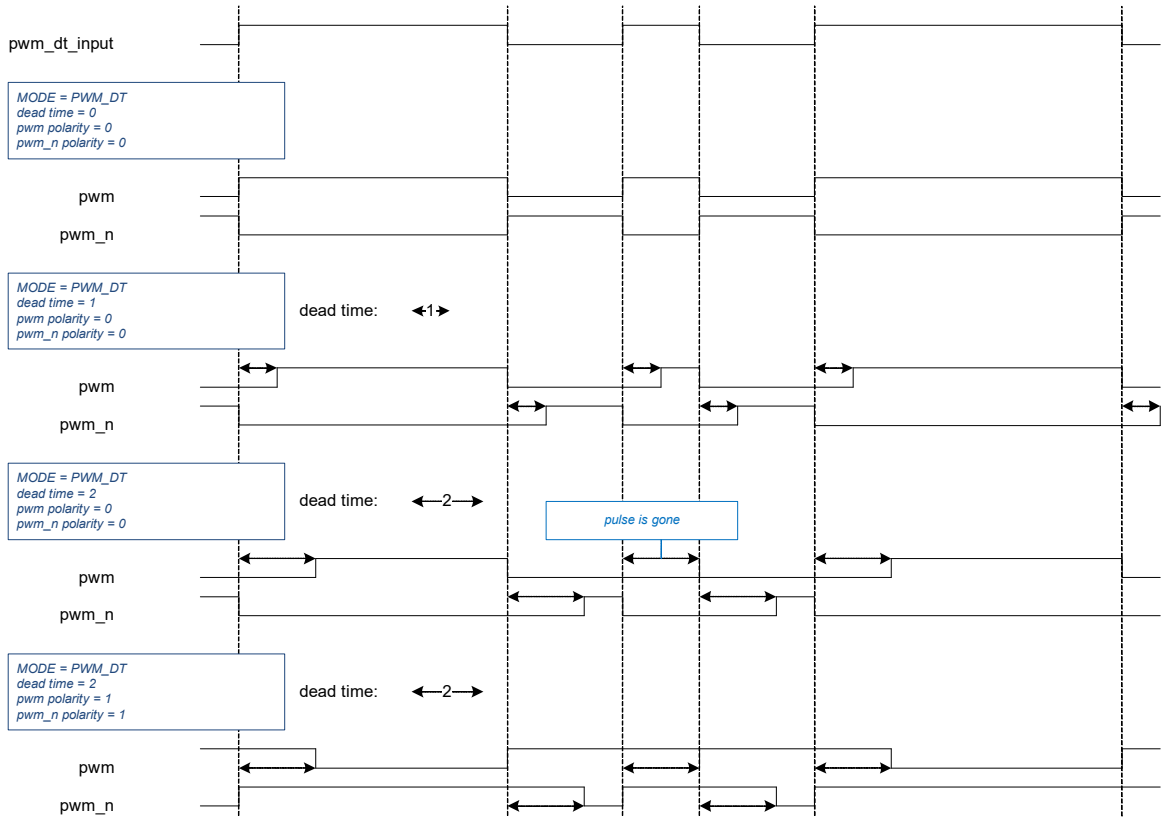 pwm_dt_input
MODE = PWM_DT
dead time = 0
pwm polarity = 0
pwm_n polarity = 0
pwm
pwm_n
MODE = PWM_DT
dead time = 1
pwm polarity = 0
pwm_n polarity = 0
dead time:
1
pwm
pwm_n
MODE = PWM_DT
dead time = 2
pwm polarity = 0
pwm_n polarity = 0
dead time:
2
pulse is gone
pwm
pwm_n
MODE = PWM_DT
dead time = 2
pwm polarity = 1
pwm_n polarity = 1
dead time:
2
pwm
pwm_n